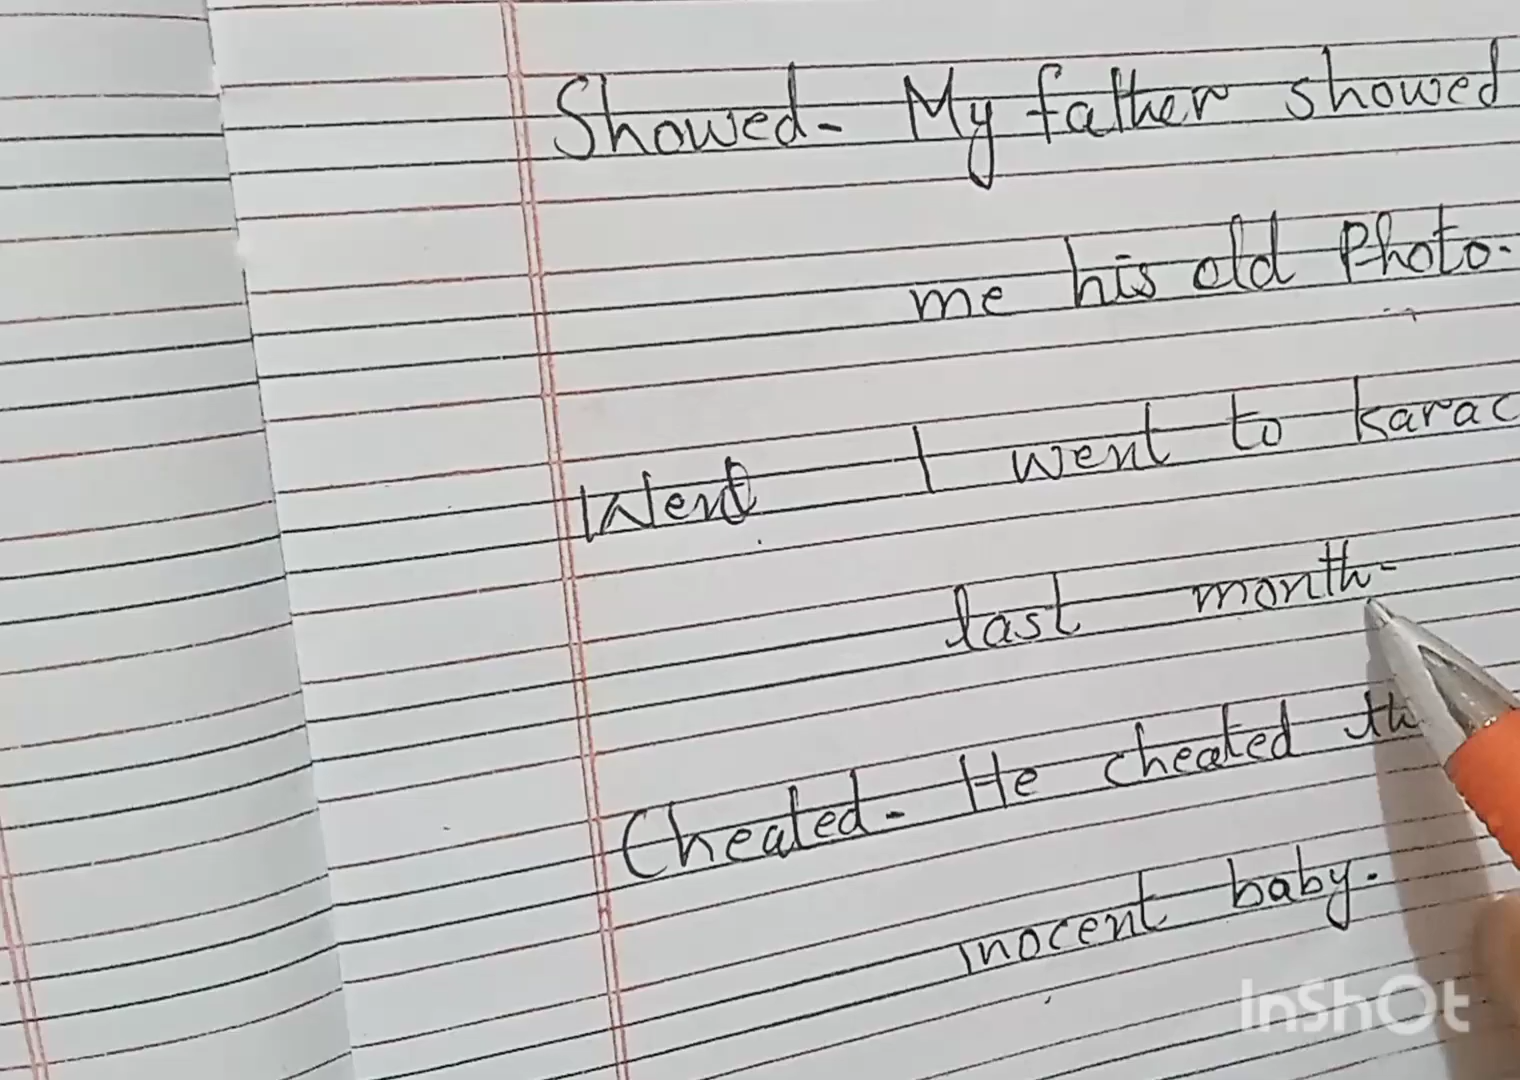 Showed- My father showed
me his old Photo.
Went I went to karac
last month-
Cheated- He cheated th
inocent baby.
InShOt